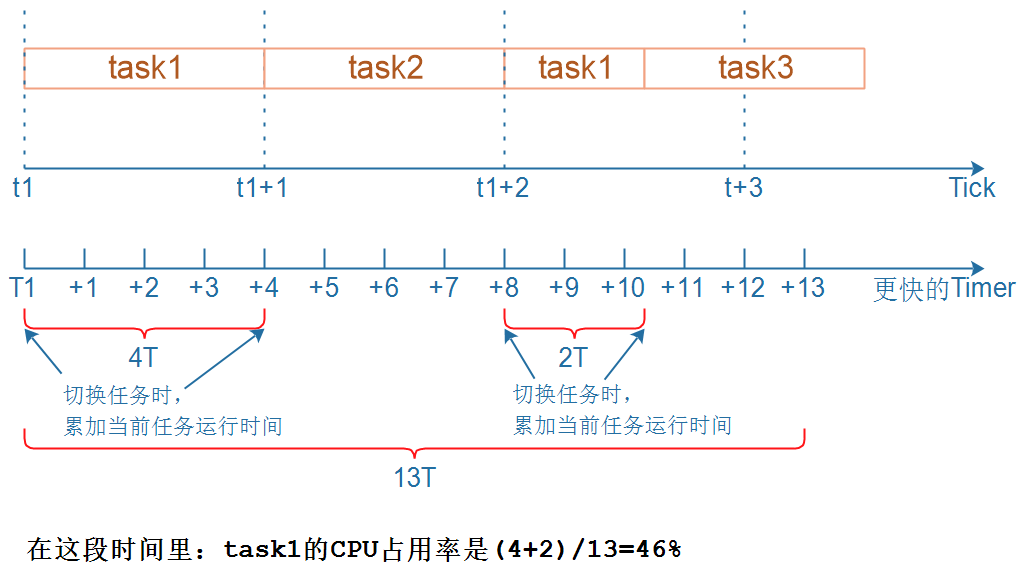 task1 task2 task1 task3
t1 t1+1 t1+2 t+3 Tick
T1 +1 +2 +3 +4 +5 +6 +7 +8 +9 +10 +11 +12 +13 更快的Timer
4T 2T
切换任务时， 切换任务时，
累加当前任务运行时间 累加当前任务运行时间
13T
在这段时间里：task1的CPU占用率是(4+2)/13=46%